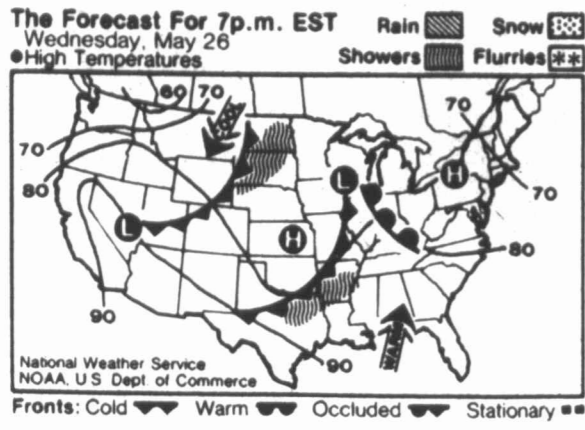 The Forecast For 7p.m. EST
Wednesday, May 26
●High Temperatures
Rain Snow
Showers Flurries
60 70
70
70
80
L
H
L
H
70
80
90
WARM
90
National Weather Service
NOAA, U S Dept. of Commerce
Fronts: Cold Warm Occluded Stationary